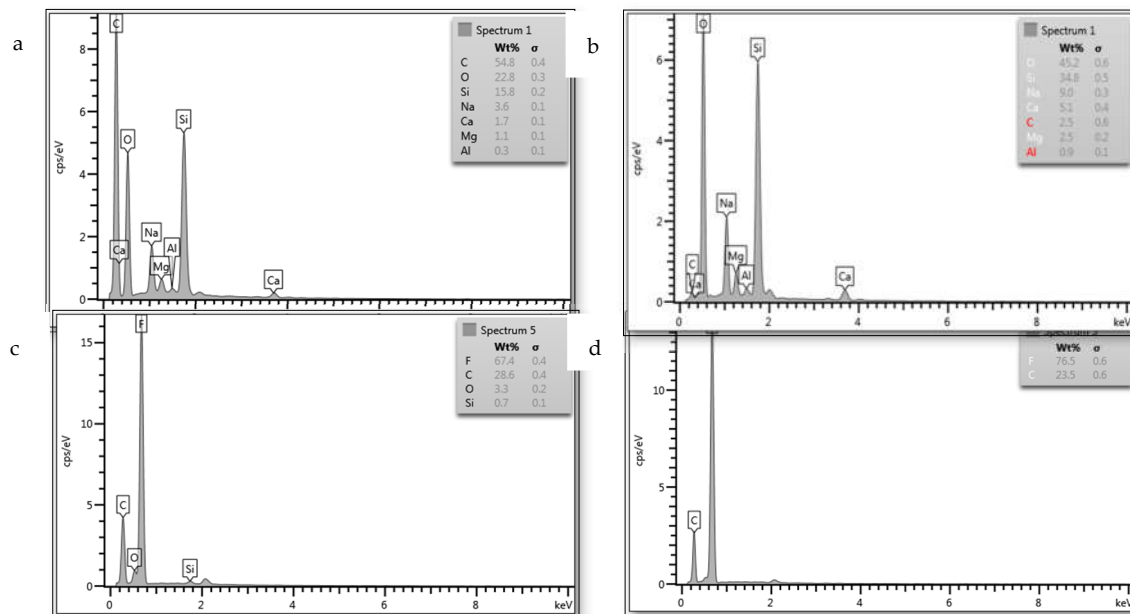 a
Spectrum 1
Wt% σ
C 54.8 0.4
O 22.8 0.3
Si 15.8 0.2
Na 3.6 0.1
Ca 1.7 0.1
Mg 1.1 0.1
Al 0.3 0.1
C
8
6
O
Si
cps/eV
4
2
Na
Ca
Al
Mg
Ca
0
b
Spectrum 1
Wt% σ
O 45.2 0.6
Si 34.8 0.5
Na 9.0 0.3
Ca 5.1 0.4
C 2.5 0.6
Mg 2.5 0.2
Al 0.9 0.1
O
Si
6
cps/eV
4
Na
2
C
Mg
Ca
Al
Ca
0
0 2 4 6 8 10
keV
c
Spectrum 5
Wt% σ
F 67.4 0.4
C 28.6 0.4
O 3.3 0.2
Si 0.7 0.1
F
15
10
cps/eV
5
C
O
Si
0
0 2 4 6 8
keV
d
Wt% σ
F 76.5 0.6
C 23.5 0.6
10
cps/eV
5
C
0
0 2 4 6 8 10
keV